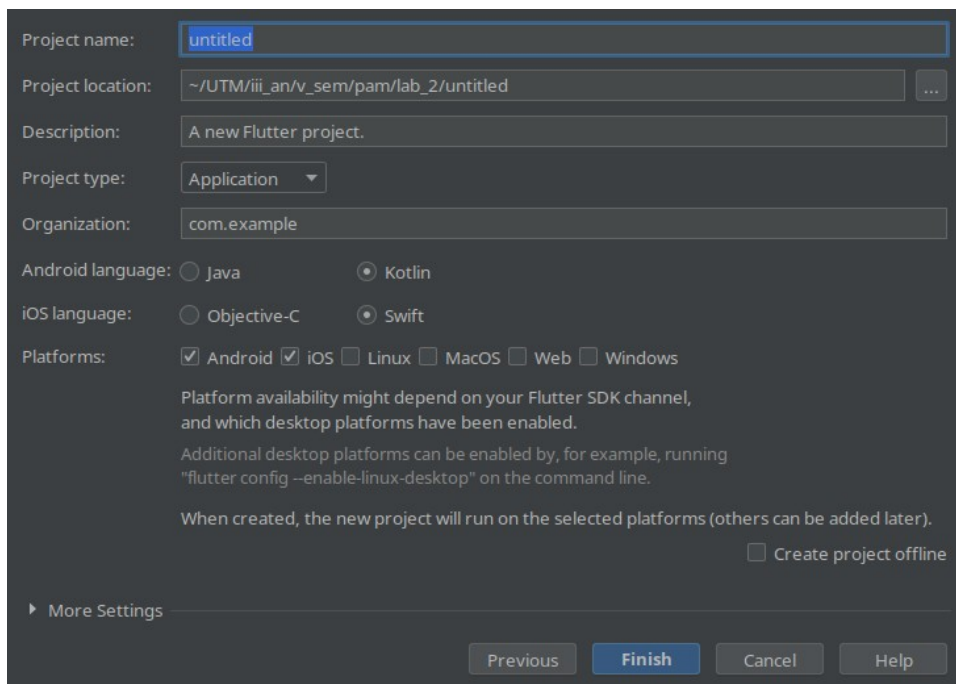 Project name: untitled
Project location: ~/UTM/iii_an/v_sem/pam/lab_2/untitled ...
Description: A new Flutter project.
Project type: Application
Organization: com.example
Android language: Java Kotlin
iOS language: Objective-C Swift
Platforms: Android iOS Linux MacOS Web Windows
Platform availability might depend on your Flutter SDK channel,
and which desktop platforms have been enabled.
Additional desktop platforms can be enabled by, for example, running
"flutter config --enable-linux-desktop" on the command line.
When created, the new project will run on the selected platforms (others can be added later).
Create project offline
More Settings
Previous Finish Cancel Help